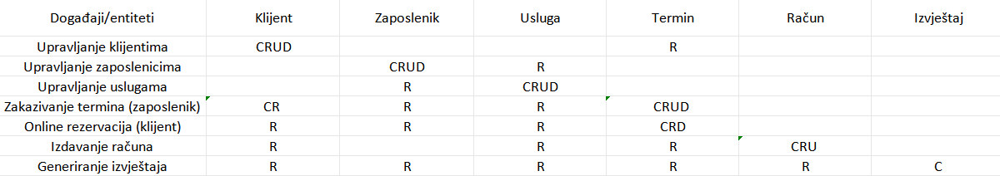 Događaji/entiteti Klijent Zaposlenik Usluga Termin Račun Izvještaj
Upravljanje klijentima CRUD R
Upravljanje zaposlenicima CRUD R
Upravljanje uslugama R CRUD
Zakazivanje termina (zaposlenik) CR R R CRUD
Online rezervacija (klijent) R R R CRD
Izdavanje računa R R R CRU
Generiranje izvještaja R R R R R C